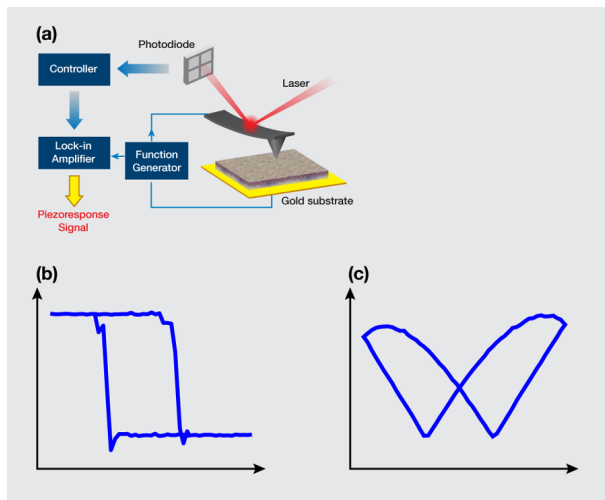 (a)
Photodiode
Controller
Laser
Lock-in
Amplifier
Function
Generator
Piezoresponse
Signal
Gold substrate
(b)
(c)